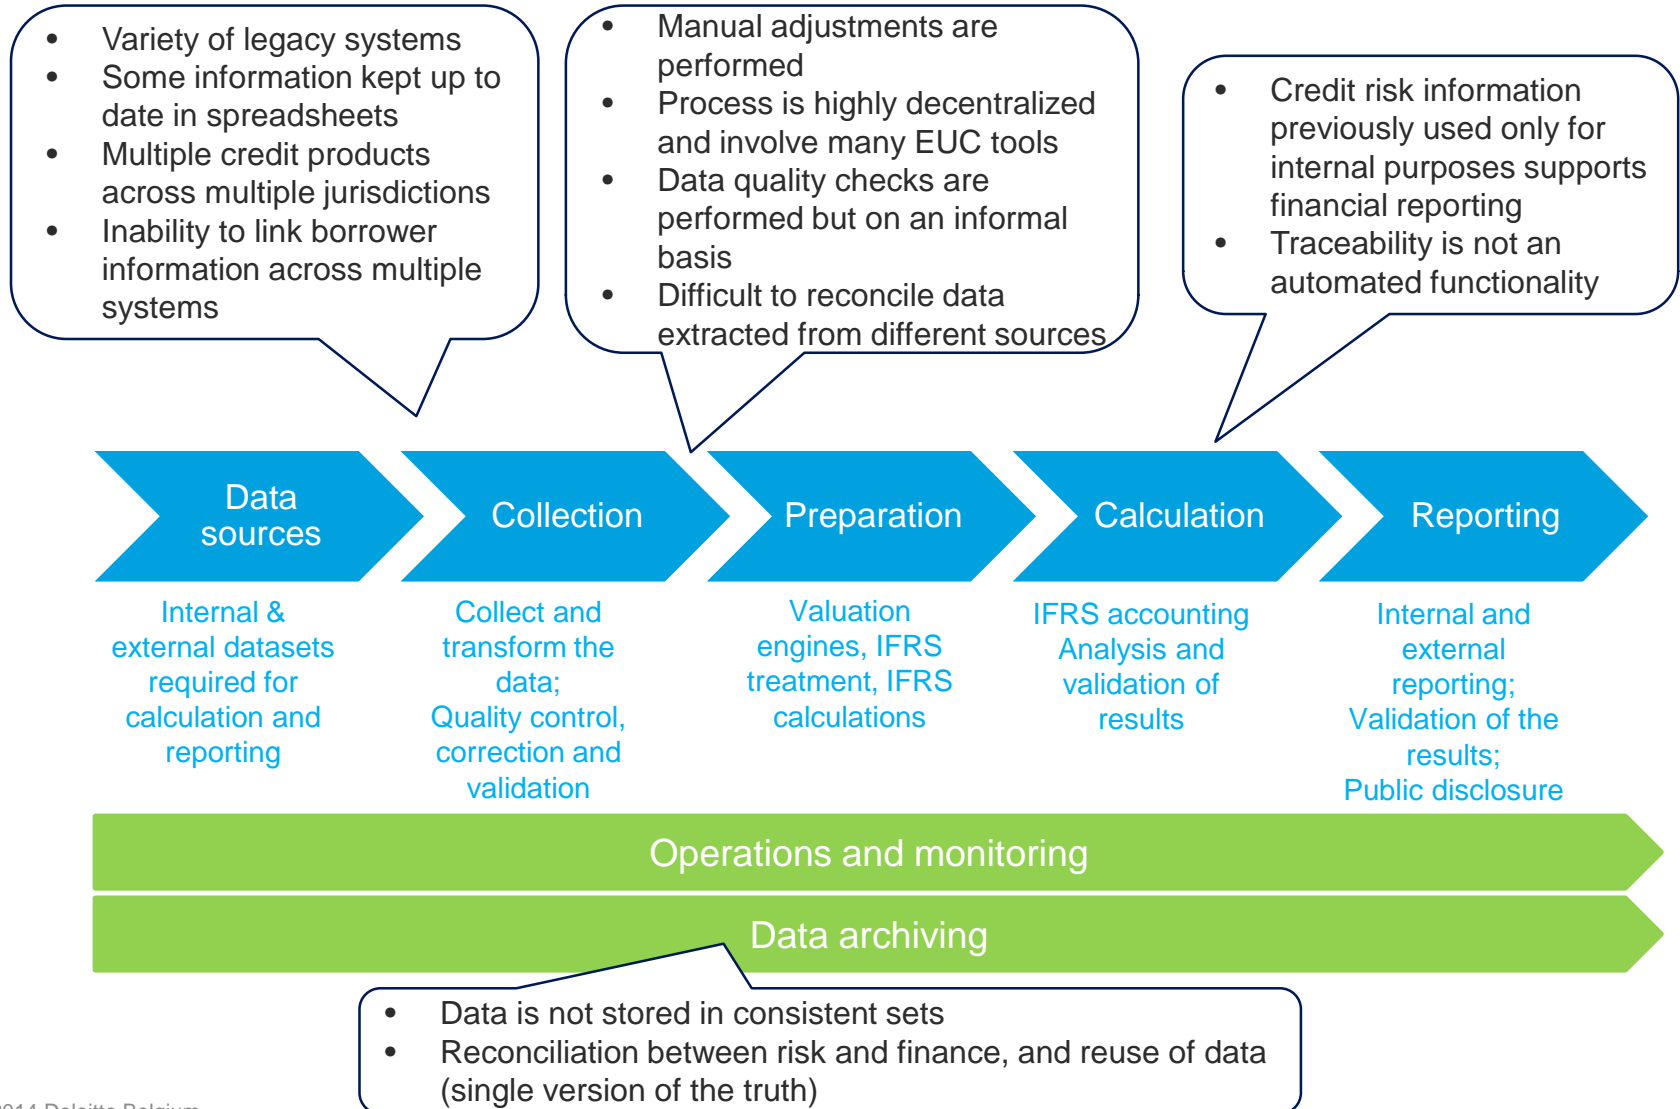 • Variety of legacy systems
• Some information kept up to
date in spreadsheets
• Multiple credit products
across multiple jurisdictions
• Inability to link borrower
information across multiple
systems
• Manual adjustments are
performed
• Process is highly decentralized
and involve many EUC tools
• Data quality checks are
performed but on an informal
basis
• Difficult to reconcile data
extracted from different sources
• Credit risk information
previously used only for
internal purposes supports
financial reporting
• Traceability is not an
automated functionality
Data
sources
Collection
Preparation
Calculation
Reporting
Internal &
external datasets
required for
calculation and
reporting
Collect and
transform the
data;
Quality control,
correction and
validation
Valuation
engines, IFRS
treatment, IFRS
calculations
IFRS accounting
Analysis and
validation of
results
Internal and
external
reporting;
Validation of the
results;
Public disclosure
Operations and monitoring
Data archiving
• Data is not stored in consistent sets
• Reconciliation between risk and finance, and reuse of data
(single version of the truth)
2014 Deloitte Belgium